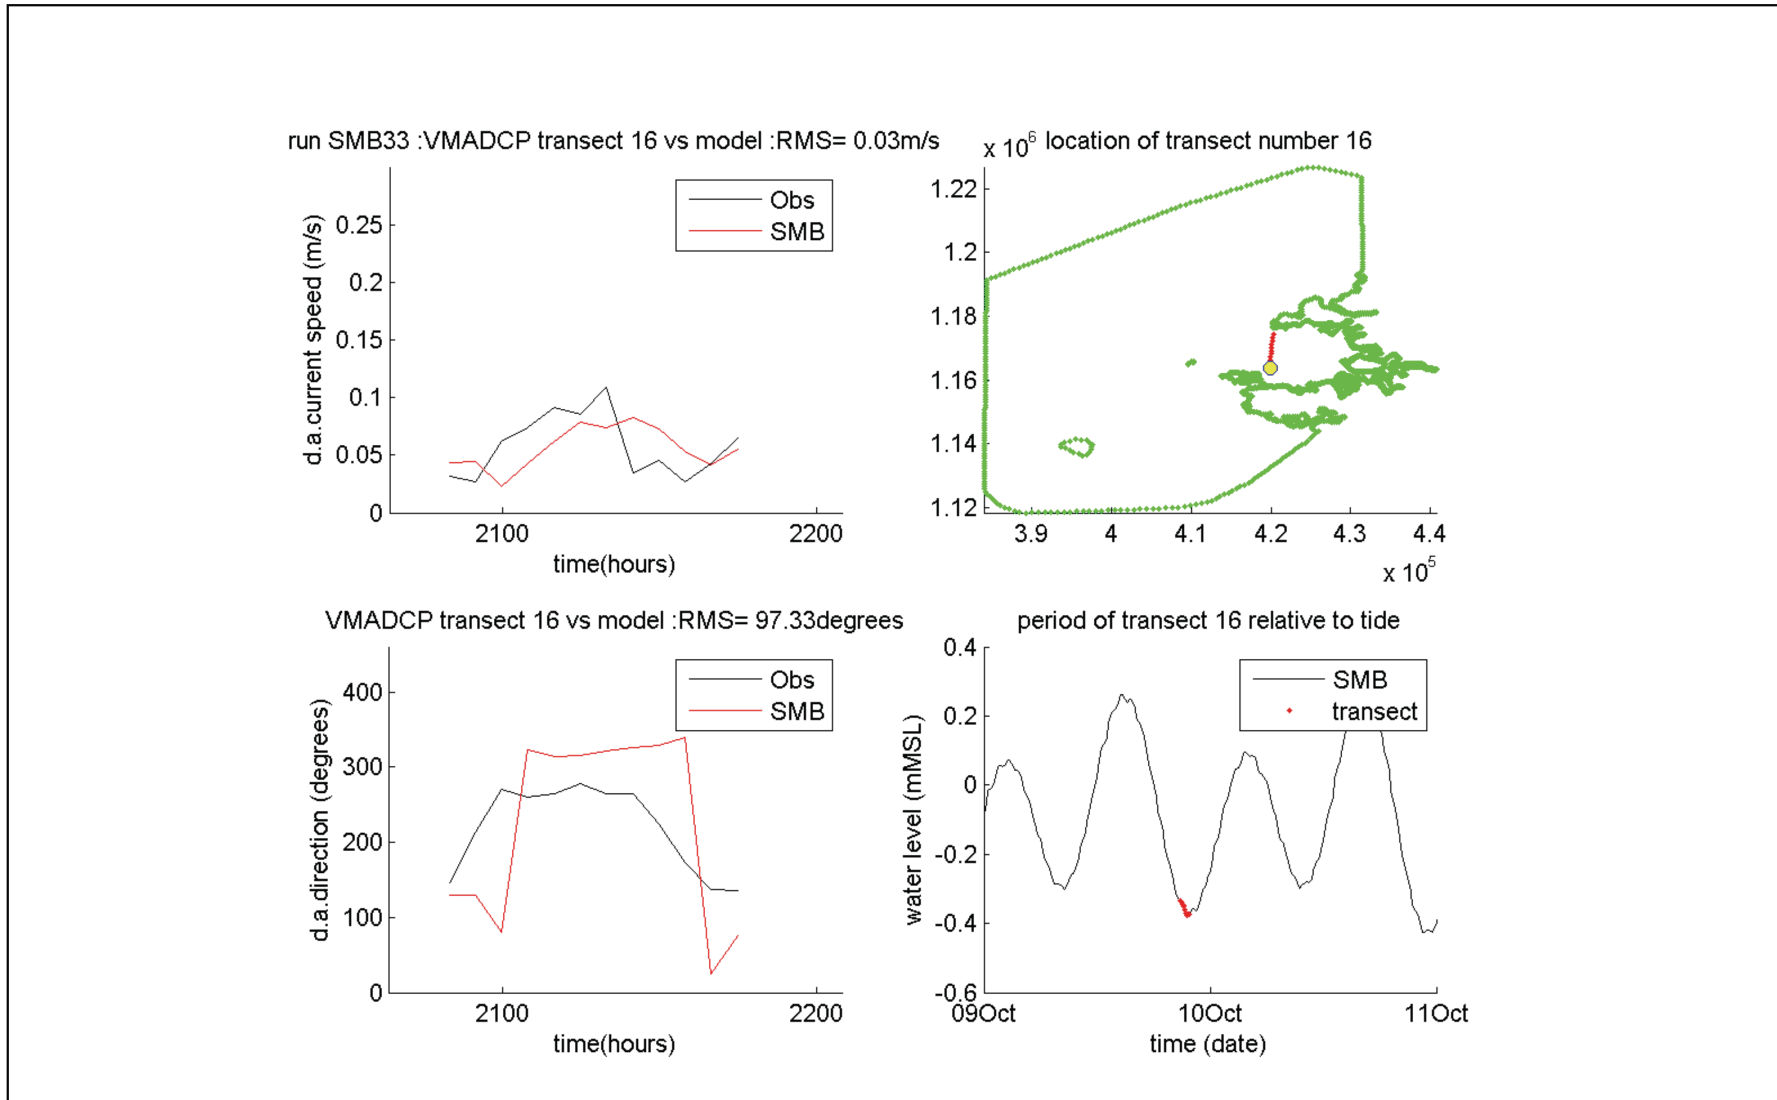 run SMB33 :VMADCP transect 16 vs model :RMS= 0.03m/s
d.a.current speed (m/s)
0.25
0.2
0.15
0.1
0.05
0
Obs
SMB
2100
2200
time(hours)
x 10^6 location of transect number 16
1.22
1.2
1.18
1.16
1.14
1.12
3.9
4
4.1
4.2
4.3
4.4
x 10^5
VMADCP transect 16 vs model :RMS= 97.33degrees
d.a.direction (degrees)
400
300
200
100
0
Obs
SMB
2100
2200
time(hours)
period of transect 16 relative to tide
water level (mMSL)
0.4
0.2
0
-0.2
-0.4
-0.6
SMB
transect
09Oct
10Oct
11Oct
time (date)